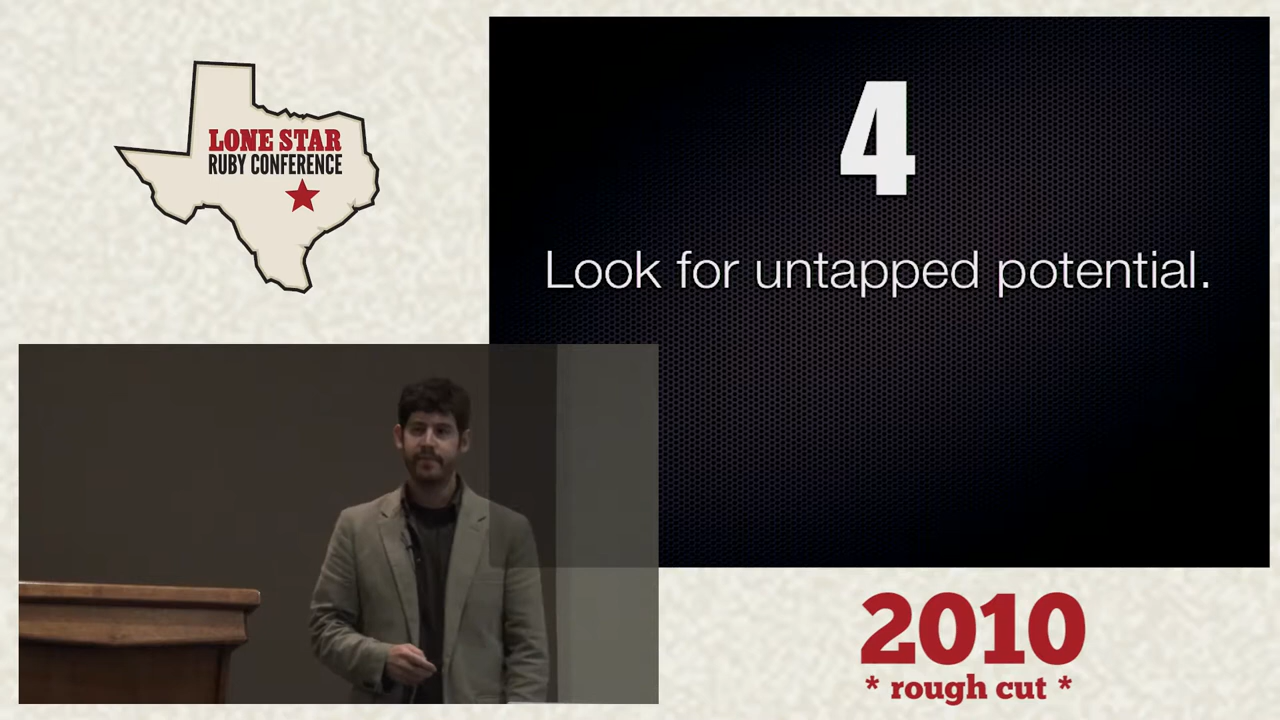 LONE STAR
RUBY CONFERENCE
4
Look for untapped potential.
2010
* rough cut *